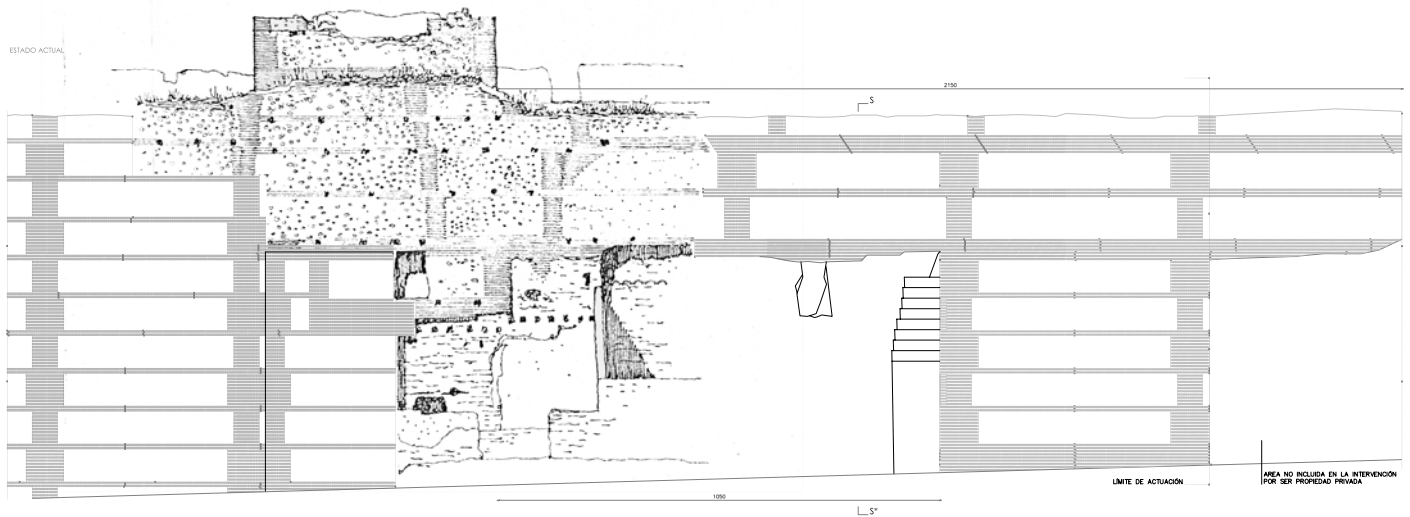 ESTADO ACTUAL
2150
S
LÍMITE DE ACTUACIÓN
AREA NO INCLUIDA EN LA INTERVENCIÓN
POR SER PROPIEDAD PRIVADA
1050
S'